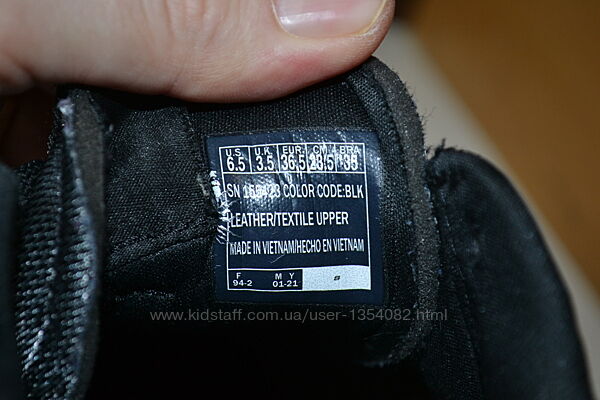 U.S. U.K. EUR. CM. BRA
6.5 3.5 36.5 23.5 35
SN COLOR CODE:BLK
LEATHER/TEXTILE UPPER
MADE IN VIETNAM/HECHO EN VIETNAM
F M Y
94-2 01-21
www.kidstaff.com.ua/user-1354082.html